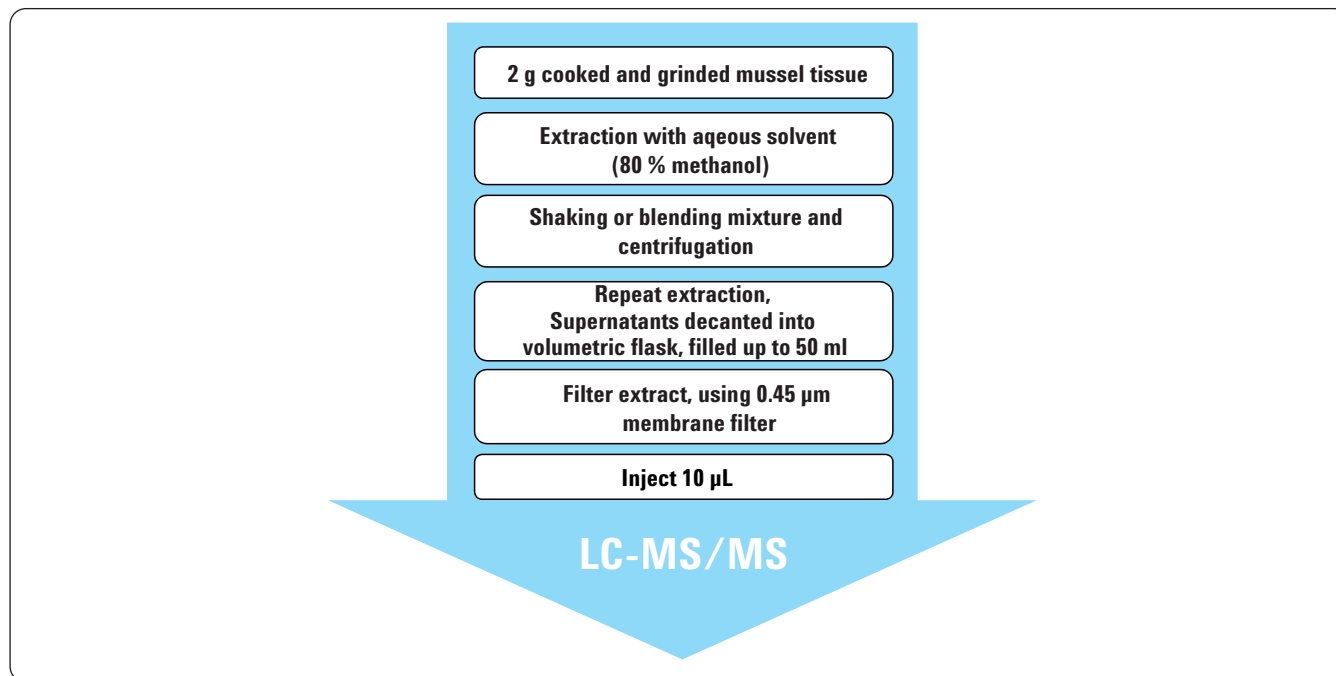 2 g cooked and grinded mussel tissue
Extraction with aqeous solvent
(80 % methanol)
Shaking or blending mixture and
centrifugation
Repeat extraction,
Supernatants decanted into
volumetric flask, filled up to 50 ml
Filter extract, using 0.45 µm
membrane filter
Inject 10 µL
LC-MS/MS